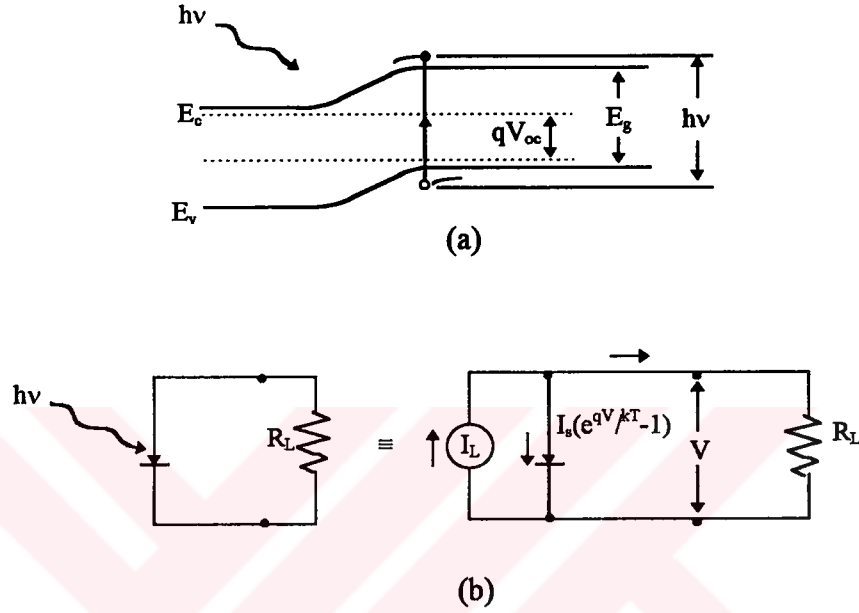 hν
E_c
qV_oc
E_g
hν
E_v
(a)
hν
R_L
≡
I_L
I_s(e^qV/kT-1)
V
R_L
(b)